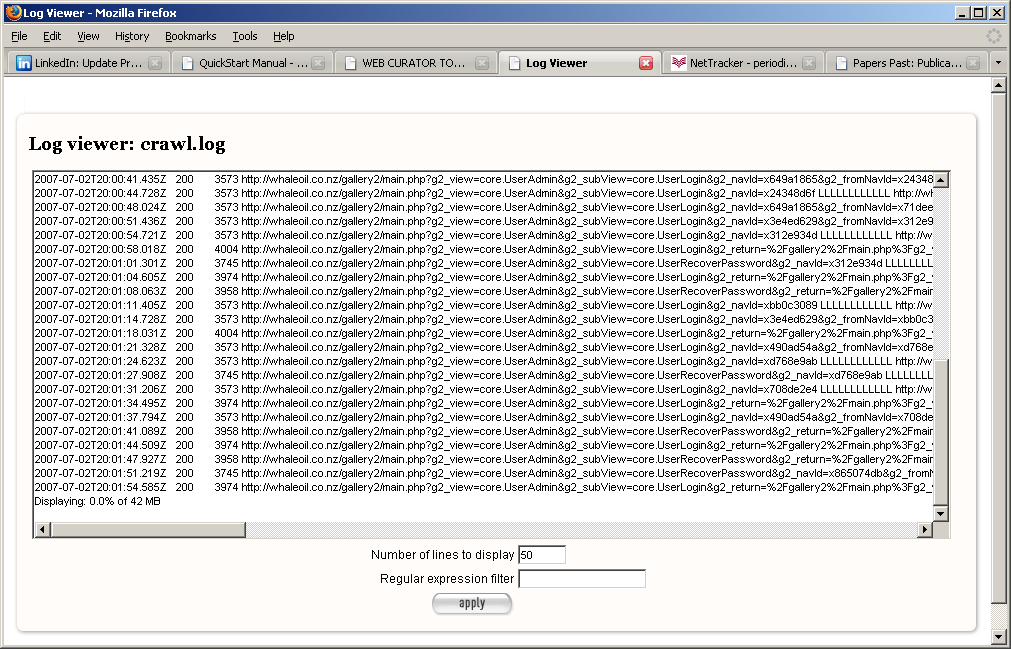 Log Viewer - Mozilla Firefox
File Edit View History Bookmarks Tools Help
LinkedIn: Update Pr... QuickStart Manual - ... WEB CURATOR TO... Log Viewer NetTracker - periodi... Papers Past: Publica...
Log viewer: crawl.log
2007-07-02T20:00:41.435Z 200 3573 http://whaleoil.co.nz/gallery2/main.php?g2_view=core.UserAdmin&g2_subView=core.UserLogin&g2_navId=x649a1865&g2_fromNavId=x24348
2007-07-02T20:00:44.728Z 200 3573 http://whaleoil.co.nz/gallery2/main.php?g2_view=core.UserAdmin&g2_subView=core.UserLogin&g2_navId=x24348d6f LLLLLLLLLLLL http://wh
2007-07-02T20:00:48.024Z 200 3573 http://whaleoil.co.nz/gallery2/main.php?g2_view=core.UserAdmin&g2_subView=core.UserLogin&g2_navId=x649a1865&g2_fromNavId=x71dee
2007-07-02T20:00:51.436Z 200 3573 http://whaleoil.co.nz/gallery2/main.php?g2_view=core.UserAdmin&g2_subView=core.UserLogin&g2_navId=x3e4ed629&g2_fromNavId=x312e9
2007-07-02T20:00:54.721Z 200 3573 http://whaleoil.co.nz/gallery2/main.php?g2_view=core.UserAdmin&g2_subView=core.UserLogin&g2_navId=x312e934d LLLLLLLLLLLL http://w
2007-07-02T20:00:58.018Z 200 4004 http://whaleoil.co.nz/gallery2/main.php?g2_view=core.UserAdmin&g2_subView=core.UserLogin&g2_return=%2Fgallery2%2Fmain.php%3Fg2_
2007-07-02T20:01:01.301Z 200 3745 http://whaleoil.co.nz/gallery2/main.php?g2_view=core.UserAdmin&g2_subView=core.UserRecoverPassword&g2_navId=x312e934d LLLLLLLL
2007-07-02T20:01:04.605Z 200 3974 http://whaleoil.co.nz/gallery2/main.php?g2_view=core.UserAdmin&g2_subView=core.UserLogin&g2_return=%2Fgallery2%2Fmain.php%3Fg2_
2007-07-02T20:01:08.063Z 200 3958 http://whaleoil.co.nz/gallery2/main.php?g2_view=core.UserAdmin&g2_subView=core.UserRecoverPassword&g2_return=%2Fgallery2%2Fmain
2007-07-02T20:01:11.405Z 200 3573 http://whaleoil.co.nz/gallery2/main.php?g2_view=core.UserAdmin&g2_subView=core.UserLogin&g2_navId=xbb0c3089 LLLLLLLLLLLL http://w
2007-07-02T20:01:14.728Z 200 3573 http://whaleoil.co.nz/gallery2/main.php?g2_view=core.UserAdmin&g2_subView=core.UserLogin&g2_navId=x3e4ed629&g2_fromNavId=xbb0c3
2007-07-02T20:01:18.031Z 200 4004 http://whaleoil.co.nz/gallery2/main.php?g2_view=core.UserAdmin&g2_subView=core.UserLogin&g2_return=%2Fgallery2%2Fmain.php%3Fg2_
2007-07-02T20:01:21.328Z 200 3573 http://whaleoil.co.nz/gallery2/main.php?g2_view=core.UserAdmin&g2_subView=core.UserLogin&g2_navId=x490ad54a&g2_fromNavId=xd768e
2007-07-02T20:01:24.623Z 200 3573 http://whaleoil.co.nz/gallery2/main.php?g2_view=core.UserAdmin&g2_subView=core.UserLogin&g2_navId=xd768e9ab LLLLLLLLLLLL http://w
2007-07-02T20:01:27.908Z 200 3745 http://whaleoil.co.nz/gallery2/main.php?g2_view=core.UserAdmin&g2_subView=core.UserRecoverPassword&g2_navId=xd768e9ab LLLLLLLL
2007-07-02T20:01:31.206Z 200 3573 http://whaleoil.co.nz/gallery2/main.php?g2_view=core.UserAdmin&g2_subView=core.UserLogin&g2_navId=x708de2e4 LLLLLLLLLLLL http://w
2007-07-02T20:01:34.495Z 200 3974 http://whaleoil.co.nz/gallery2/main.php?g2_view=core.UserAdmin&g2_subView=core.UserLogin&g2_return=%2Fgallery2%2Fmain.php%3Fg2_
2007-07-02T20:01:37.794Z 200 3573 http://whaleoil.co.nz/gallery2/main.php?g2_view=core.UserAdmin&g2_subView=core.UserLogin&g2_navId=x490ad54a&g2_fromNavId=x708de
2007-07-02T20:01:41.089Z 200 3958 http://whaleoil.co.nz/gallery2/main.php?g2_view=core.UserAdmin&g2_subView=core.UserRecoverPassword&g2_return=%2Fgallery2%2Fmain
2007-07-02T20:01:44.509Z 200 3974 http://whaleoil.co.nz/gallery2/main.php?g2_view=core.UserAdmin&g2_subView=core.UserLogin&g2_return=%2Fgallery2%2Fmain.php%3Fg2_
2007-07-02T20:01:47.927Z 200 3958 http://whaleoil.co.nz/gallery2/main.php?g2_view=core.UserAdmin&g2_subView=core.UserRecoverPassword&g2_return=%2Fgallery2%2Fmain
2007-07-02T20:01:51.219Z 200 3745 http://whaleoil.co.nz/gallery2/main.php?g2_view=core.UserAdmin&g2_subView=core.UserRecoverPassword&g2_navId=x865074db&g2_fromN
2007-07-02T20:01:54.585Z 200 3974 http://whaleoil.co.nz/gallery2/main.php?g2_view=core.UserAdmin&g2_subView=core.UserLogin&g2_return=%2Fgallery2%2Fmain.php%3Fg2_
Displaying: 0.0% of 42 MB
Number of lines to display 50
Regular expression filter
apply